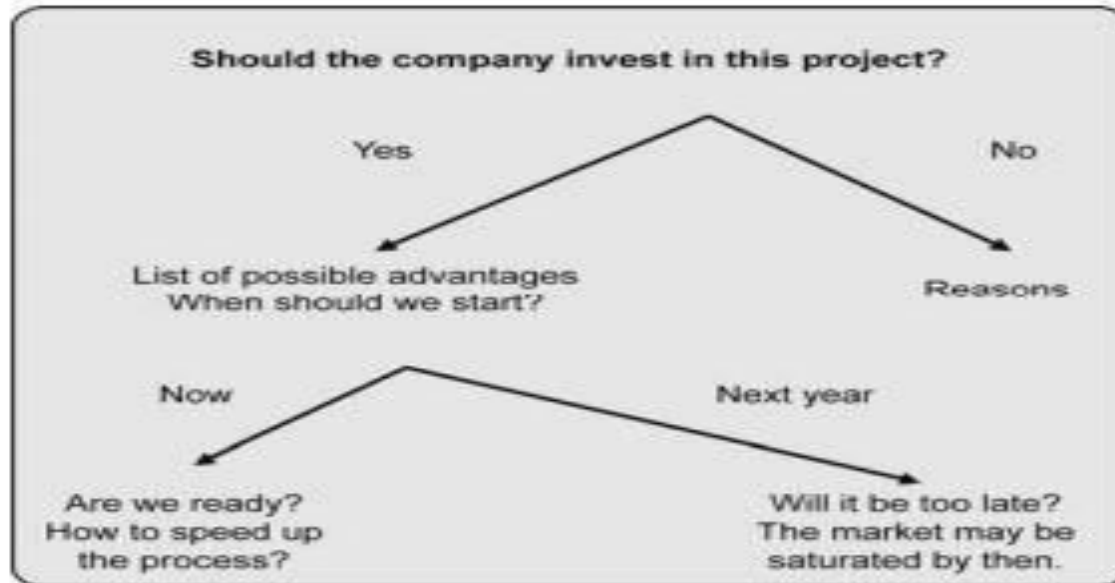 Should the company invest in this project?
Yes
No
List of possible advantages
When should we start?
Reasons
Now
Next year
Are we ready?
How to speed up
the process?
Will it be too late?
The market may be
saturated by then.